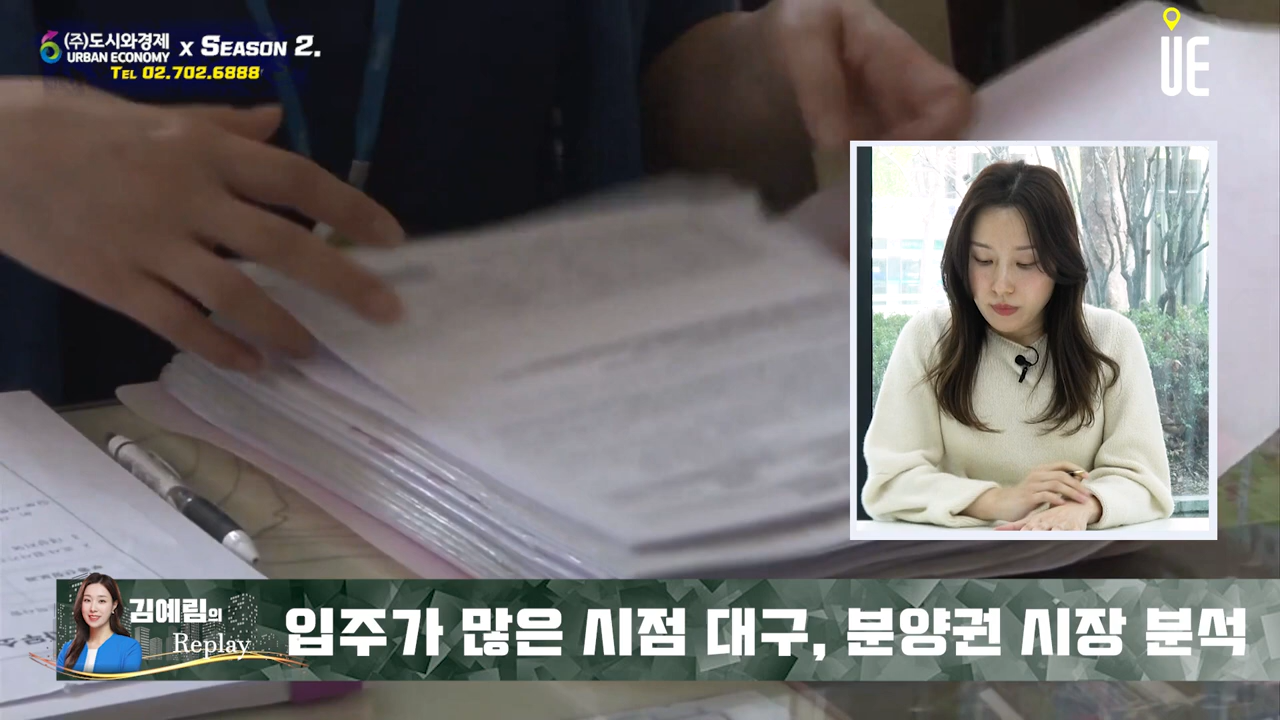 (주)도시와경제
URBAN ECONOMY
x SEASON 2.
TEL 02.702.6888
UE
김예림의
Replay
입주가 많은 시점 대구, 분양권 시장 분석